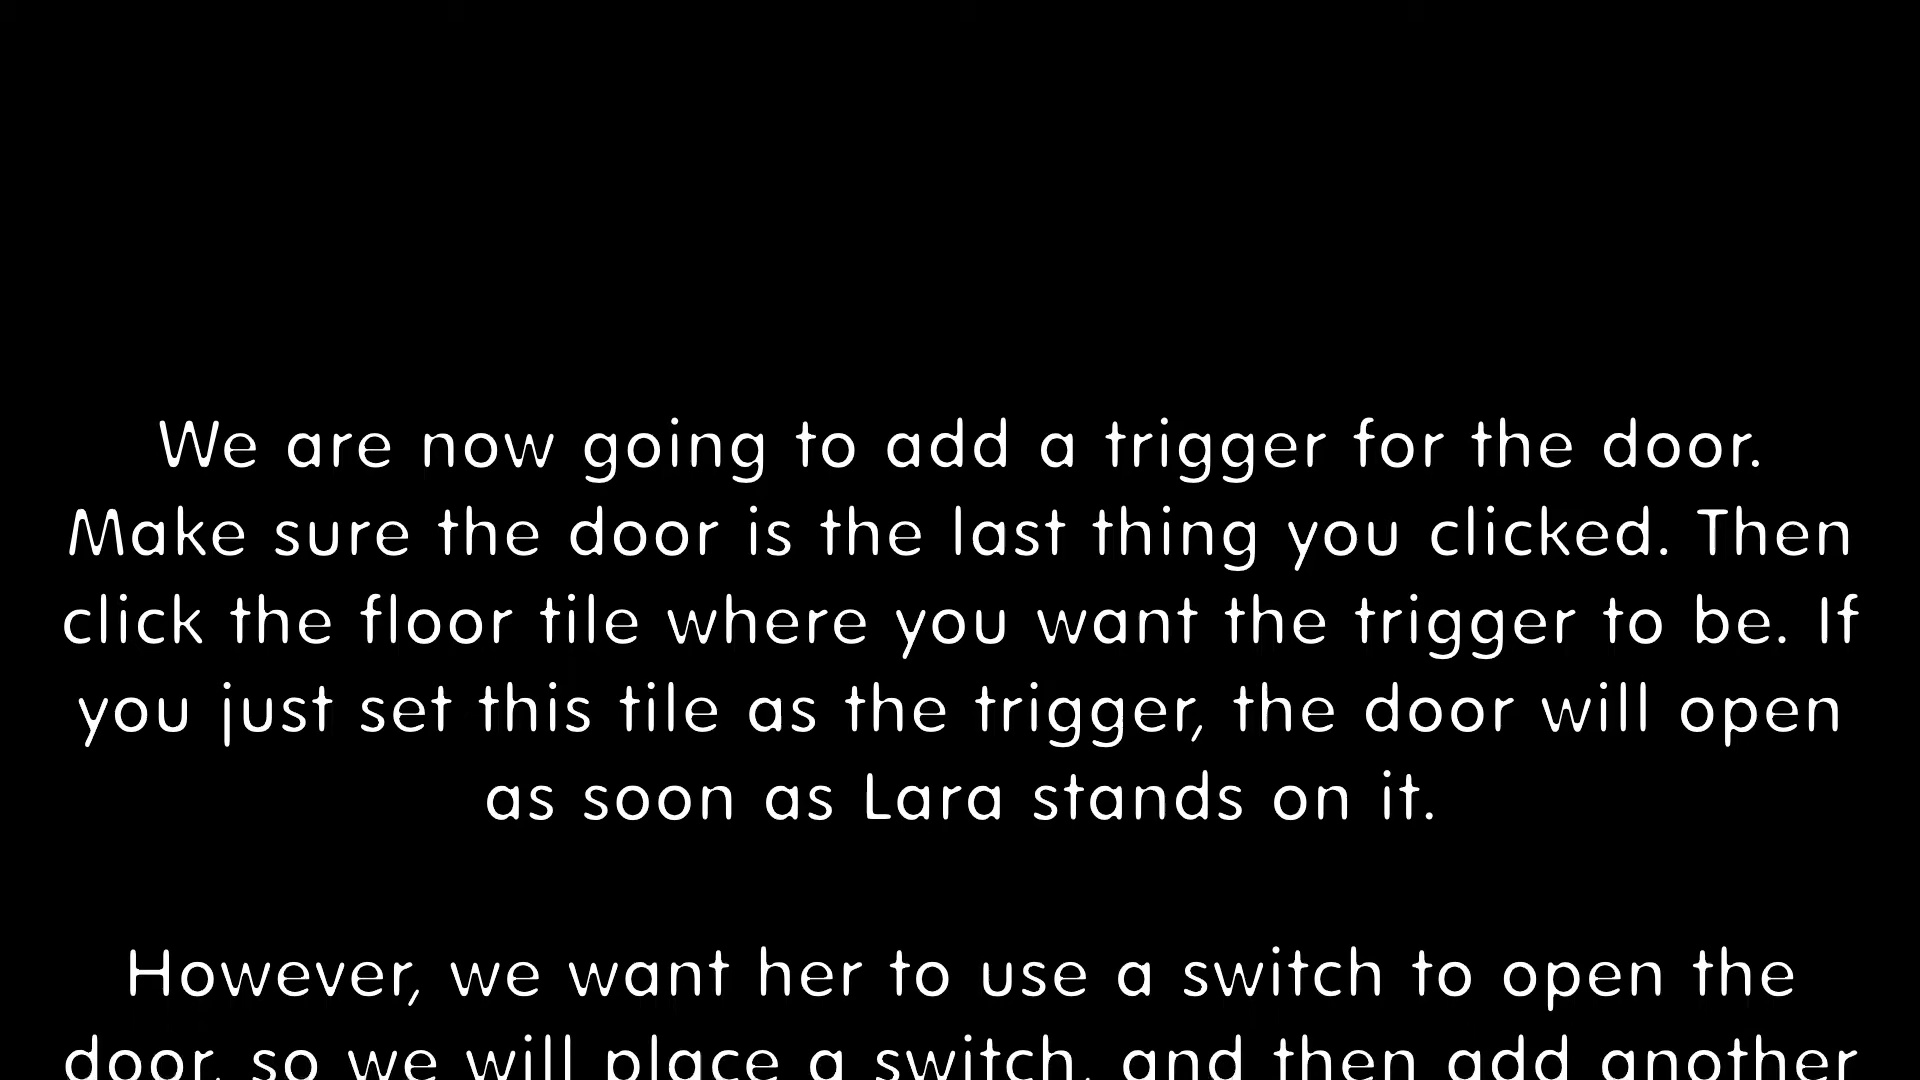 We are now going to add a trigger for the door.
Make sure the door is the last thing you clicked. Then
click the floor tile where you want the trigger to be. If
you just set this tile as the trigger, the door will open
as soon as Lara stands on it.
However, we want her to use a switch to open the
door, so we will place a switch, and then add another